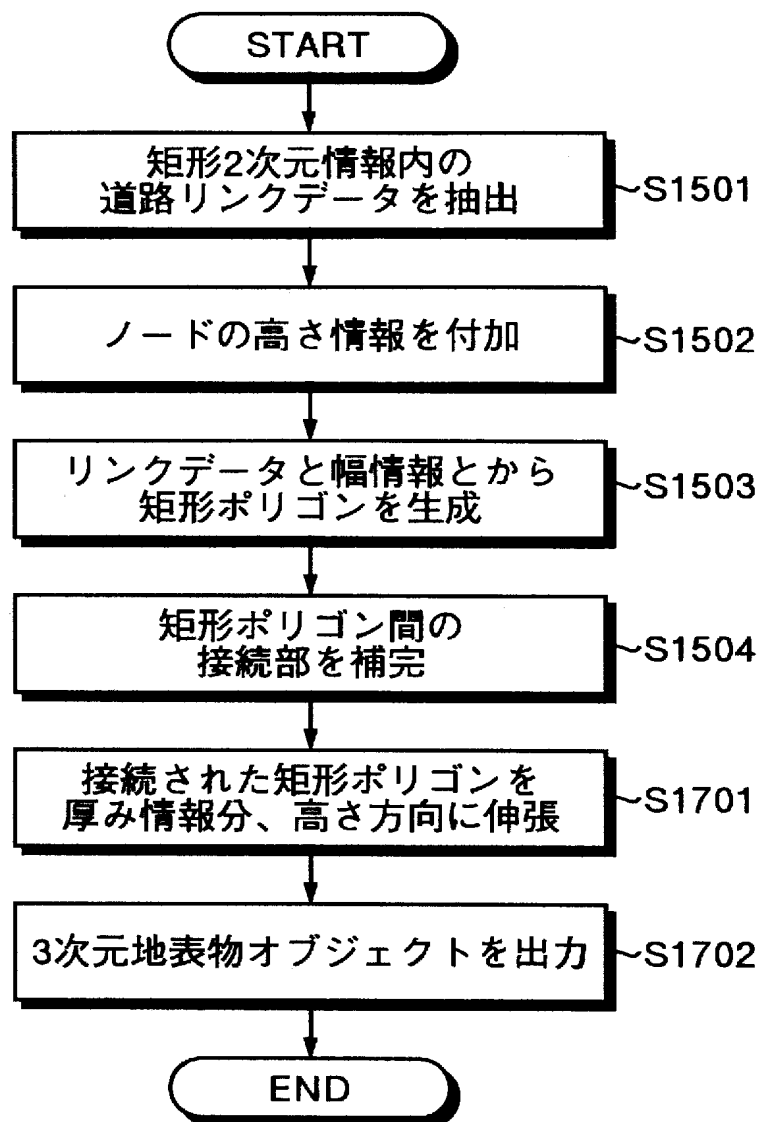 START
矩形2次元情報内の
道路リンクデータを抽出
~S1501
ノードの高さ情報を付加
~S1502
リンクデータと幅情報とから
矩形ポリゴンを生成
~S1503
矩形ポリゴン間の
接続部を補完
~S1504
接続された矩形ポリゴンを
厚み情報分、高さ方向に伸張
~S1701
3次元地表物オブジェクトを出力
~S1702
END